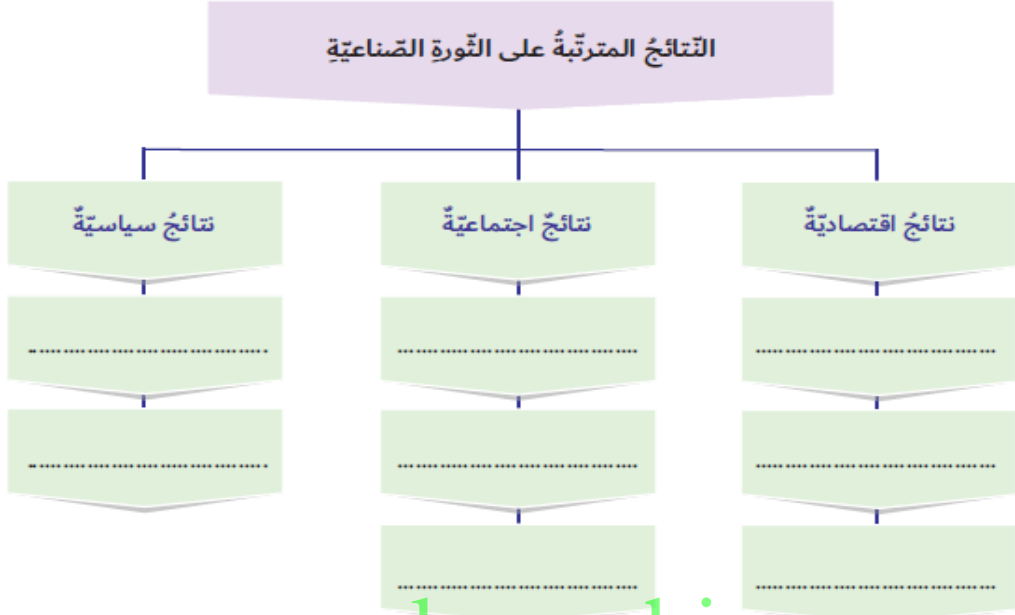 النّتائجُ المترتّبةُ على الثّورةِ الصّناعيّةِ
نتائجُ اقتصاديّةٌ
نتائجٌ اجتماعيّةٌ
نتائجُ سياسيّةٌ